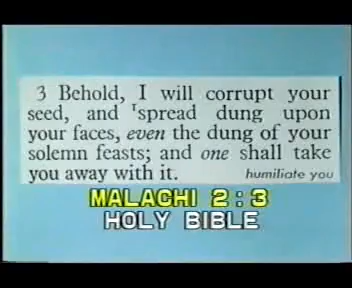 3 Behold, I will corrupt your
seed, and ¹spread dung upon
your faces, even the dung of your
solemn feasts; and one shall take
you away with it. humiliate you
MALACHI 2:3
HOLY BIBLE